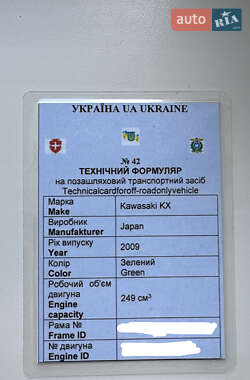 auto RIA.com
УКРАЇНА UA UKRAINE
№ 42
ТЕХНІЧНИЙ ФОРМУЛЯР
на позашляховий транспортний засіб
Technicalcardforoff-roadonlyvehicle
Марка
Make
Kawasaki KX
Виробник
Manufakturer
Japan
Рік випуску
Year
2009
Колір
Color
Зелений
Green
Робочий об'єм
двигуна
Engine
capacity
249 см³
Рама №
Frame ID
№ двигуна
Engine ID